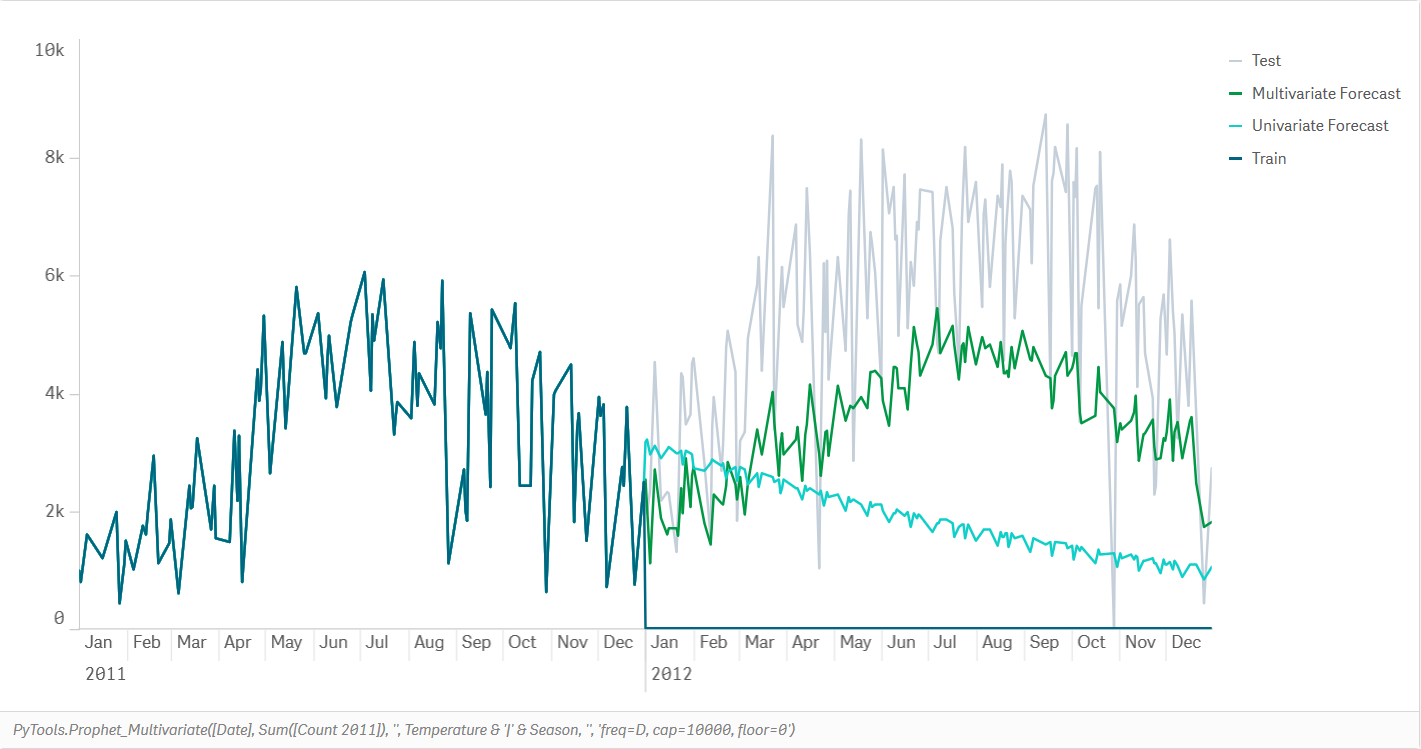 10k
8k
6k
4k
2k
0
Test
Multivariate Forecast
Univariate Forecast
Train
Jan Feb Mar Apr May Jun Jul Aug Sep Oct Nov Dec Jan Feb Mar Apr May Jun Jul Aug Sep Oct Nov Dec
2011 2012
PyTools.Prophet_Multivariate([Date], Sum([Count 2011]), '', Temperature & '|' & Season, '', 'freq=D, cap=10000, floor=0')